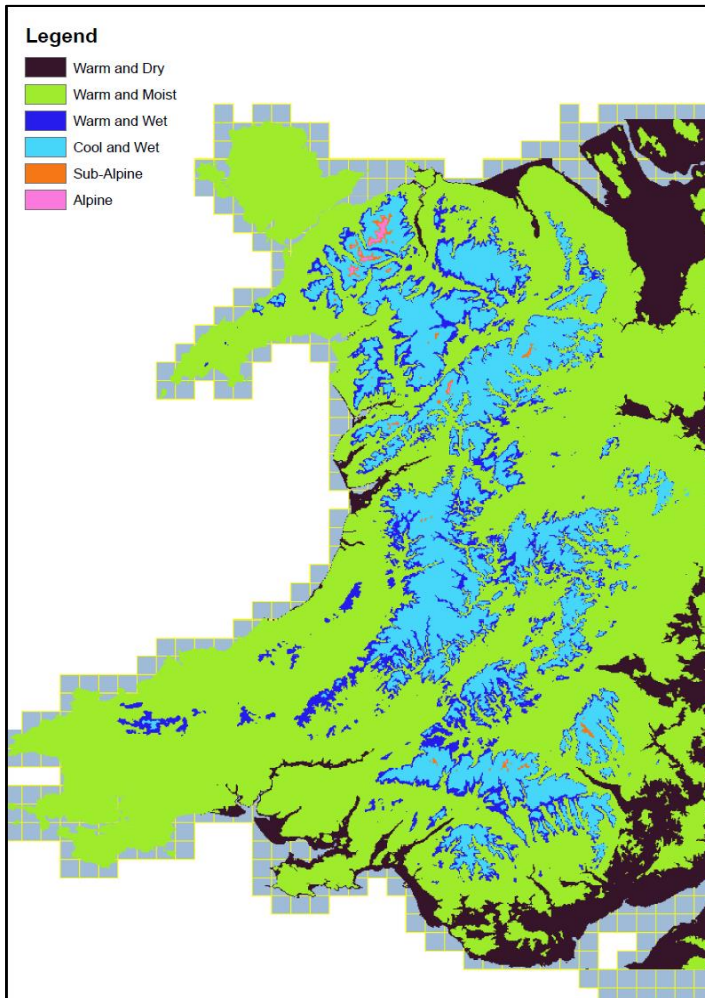 Legend
Warm and Dry
Warm and Moist
Warm and Wet
Cool and Wet
Sub-Alpine
Alpine